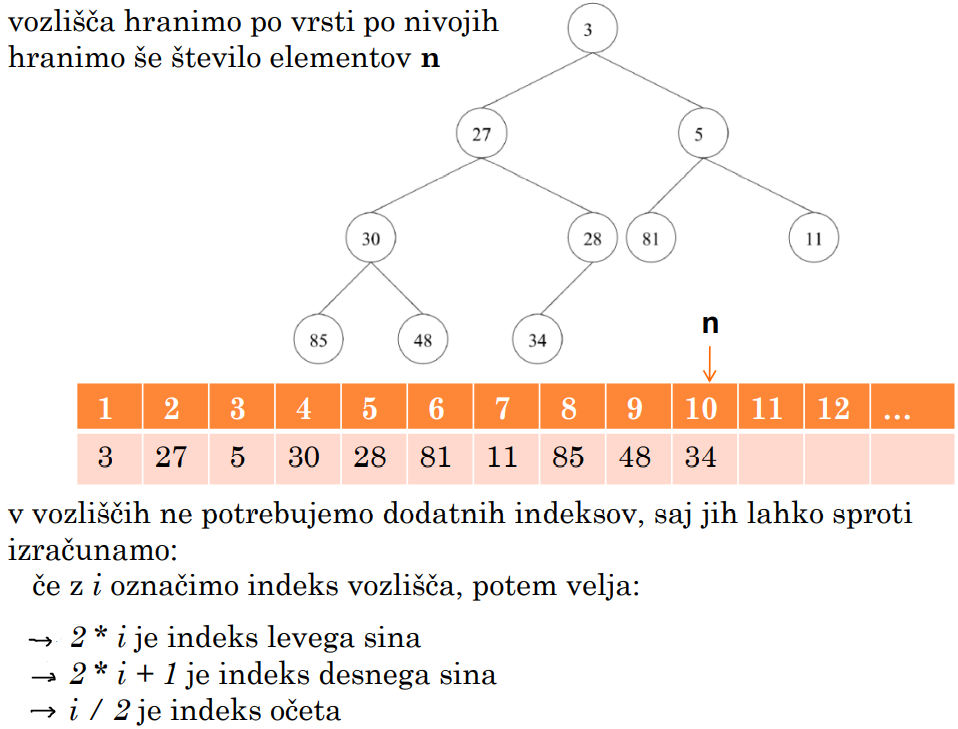 vozlišča hranimo po vrsti po nivojih
hranimo še število elementov n
3
27 5
30 28 81 11
85 48 34
n
1 2 3 4 5 6 7 8 9 10 11 12 ...
3 27 5 30 28 81 11 85 48 34
v vozliščih ne potrebujemo dodatnih indeksov, saj jih lahko sproti
izračunamo:
če z i označimo indeks vozlišča, potem velja:
→ 2 * i je indeks levega sina
→ 2 * i + 1 je indeks desnega sina
→ i / 2 je indeks očeta